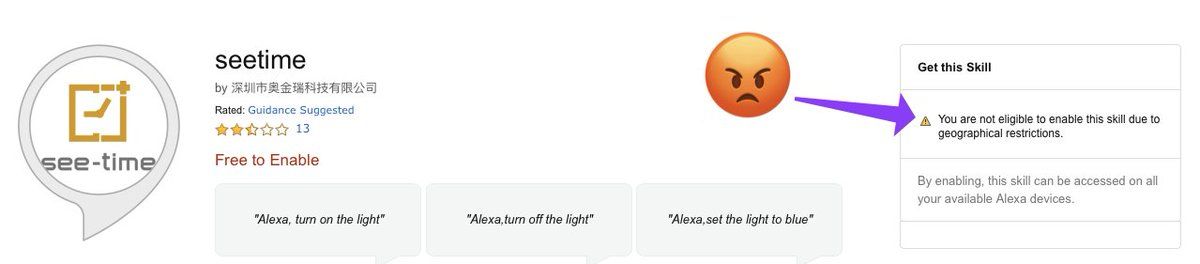 see-time
seetime
by 深圳市奥金瑞科技有限公司
Rated: Guidance Suggested
13
Free to Enable
"Alexa, turn on the light"
"Alexa,turn off the light"
"Alexa,set the light to blue"
Get this Skill
You are not eligible to enable this skill due to
geographical restrictions.
By enabling, this skill can be accessed on all
your available Alexa devices.